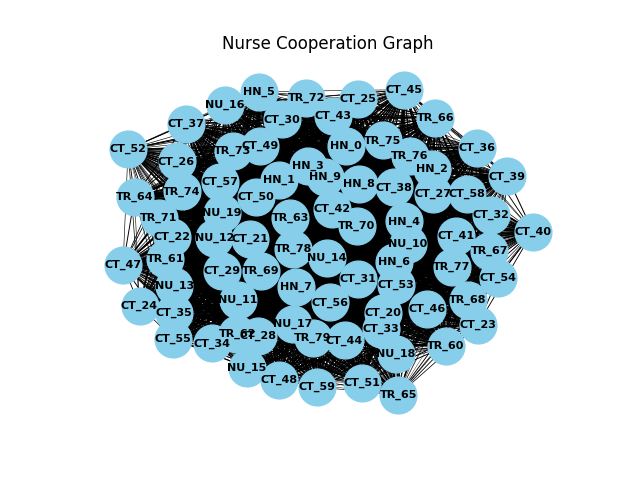 Nurse Cooperation Graph
HN_5
CT_45
NU_16
TR_72
CT_25
CT_37
CT_30
CT_43
TR_66
CT_52
CT_26
TR_73
CT_49
HN_0
TR_75
TR_76
CT_36
HN_3
HN_2
CT_39
TR_64
TR_74
CT_57
HN_1
HN_9
HN_8
CT_38
CT_50
CT_27
CT_58
TR_71
NU_19
TR_63
CT_42
TR_70
HN_4
CT_32
CT_40
CT_22
NU_12
CT_21
CT_41
NU_10
TR_67
CT_47
TR_61
TR_78
NU_14
HN_6
TR_77
CT_54
CT_29
TR_69
CT_31
NU_13
HN_7
CT_53
CT_24
CT_35
NU_11
CT_56
CT_20
CT_46
TR_68
CT_23
CT_55
CT_34
TR_62
CT_28
NU_17
TR_79
CT_44
CT_33
NU_18
TR_60
NU_15
CT_48
CT_59
CT_51
TR_65